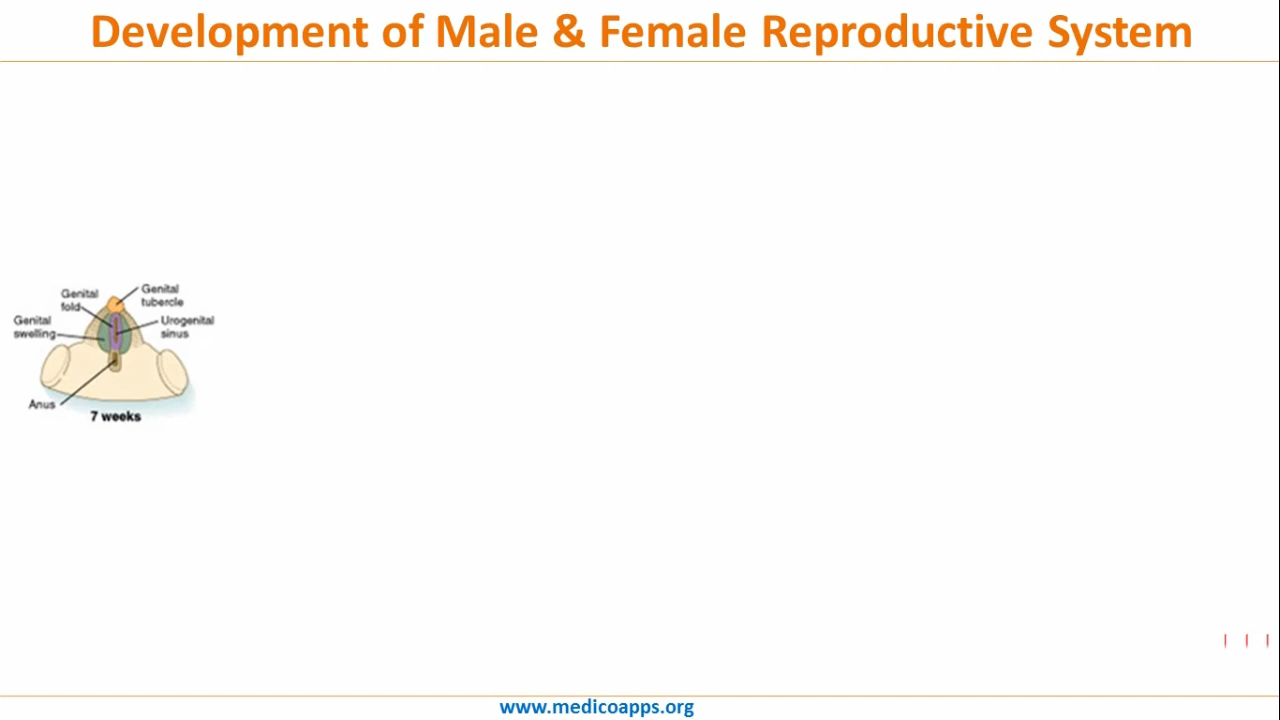 Development of Male & Female Reproductive System
Genital
fold
Genital
tubercle
Genital
swelling
Urogenital
sinus
Anus
7 weeks
www.medicoapps.org